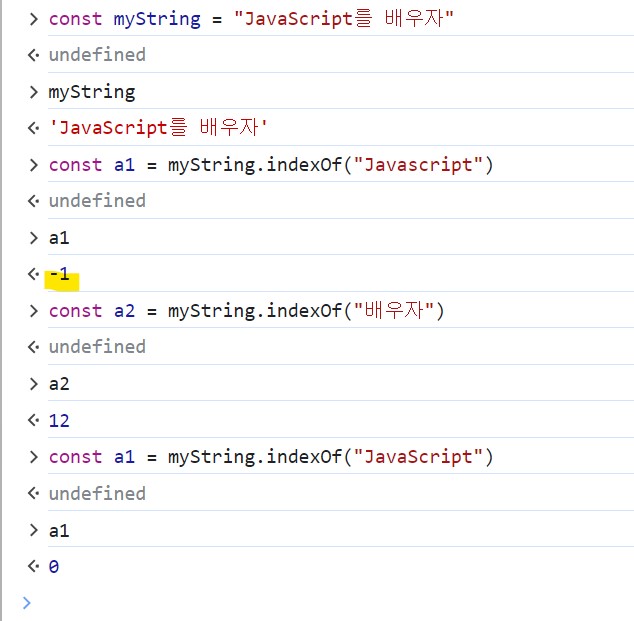 > const myString = "JavaScript를 배우자"
<· undefined
> myString
<· 'JavaScript를 배우자'
> const a1 = myString.indexOf("Javascript")
<· undefined
> a1
<· -1
> const a2 = myString.indexOf("배우자")
<· undefined
> a2
<· 12
> const a1 = myString.indexOf("JavaScript")
<· undefined
> a1
<· 0
>